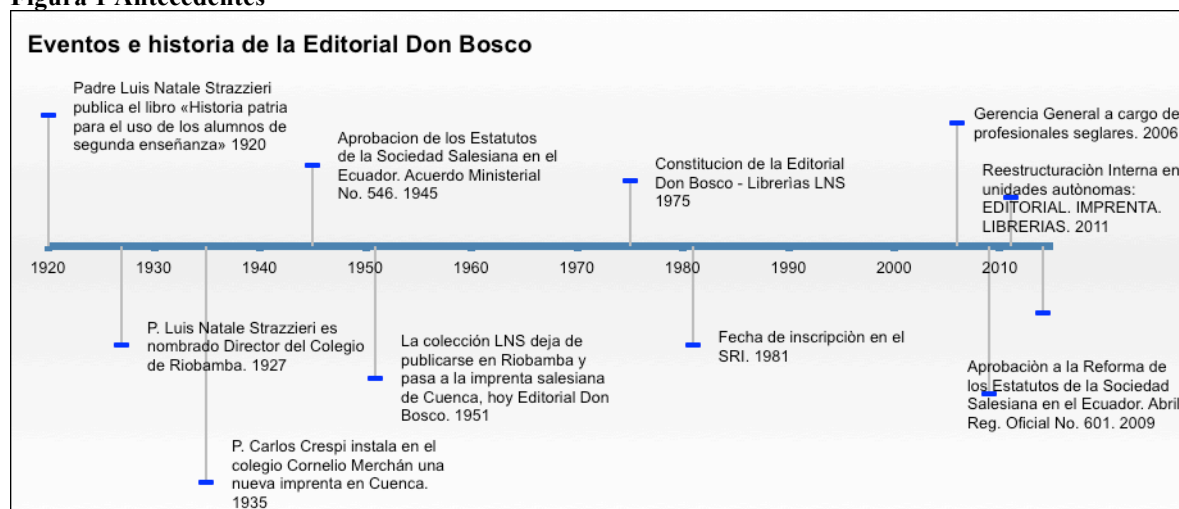 Figura 1 Antecedentes
Eventos e historia de la Editorial Don Bosco
Padre Luis Natale Strazzieri
publica el libro «Historia patria
para el uso de los alumnos de
segunda enseñanza» 1920
Aprobacion de los Estatutos
de la Sociedad Salesiana en el
Ecuador. Acuerdo Ministerial
No. 546. 1945
Constitucion de la Editorial
Don Bosco - Librerìas LNS
1975
Gerencia General a cargo de
profesionales seglares. 2006
Reestructuraciòn Interna en
unidades autònomas:
EDITORIAL. IMPRENTA.
LIBRERIAS. 2011
1920 1930 1940 1950 1960 1970 1980 1990 2000 2010
P. Luis Natale Strazzieri es
nombrado Director del Colegio
de Riobamba. 1927
P. Carlos Crespi instala en el
colegio Cornelio Merchán una
nueva imprenta en Cuenca.
1935
La colección LNS deja de
publicarse en Riobamba y
pasa a la imprenta salesiana
de Cuenca, hoy Editorial Don
Bosco. 1951
Fecha de inscripciòn en el
SRI. 1981
Aprobaciòn a la Reforma de
los Estatutos de la Sociedad
Salesiana en el Ecuador. Abril
Reg. Oficial No. 601. 2009